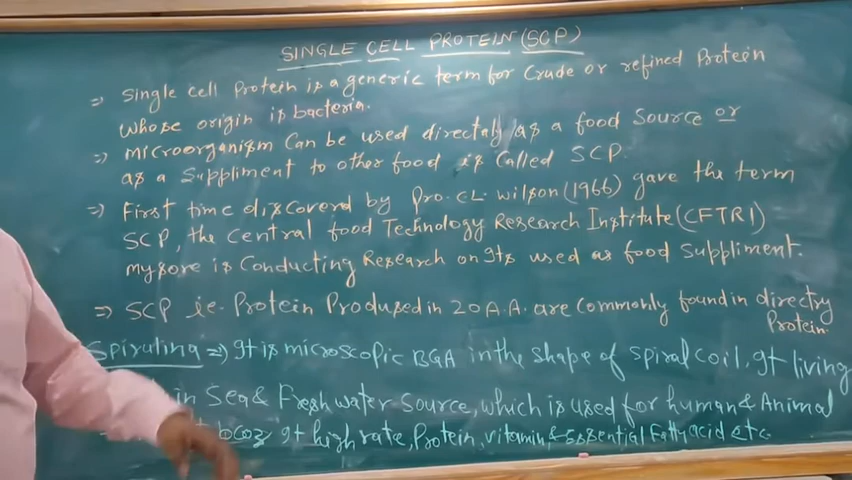 SINGLE CELL PROTEIN (SCP)
⇒ Single cell Protein is a generic term for Crude or refined Protein
whose origin is bacteria.
⇒ Microorganism Can be used directaly as a food Source or
as a Suppliment to other food is Called SCP.
⇒ First time discoverd by Pro. CL. Wilson (1966) gave the term
SCP, the Central food Technology Research Institute (CFTRI)
mysore is Conducting Research on Its used as food Suppliment.
⇒ SCP ie. Protein Produsedin 20 A.A. are Commonly found in directry
Protein.
Spirulina ⇒ It is microscopic BGA in the Shape of Spiral Coil. It living
in Sea & Fresh water Source, which is used for human & Animal
bcoz It high rate, Protein, vitamin & essential Fatty acid etc.